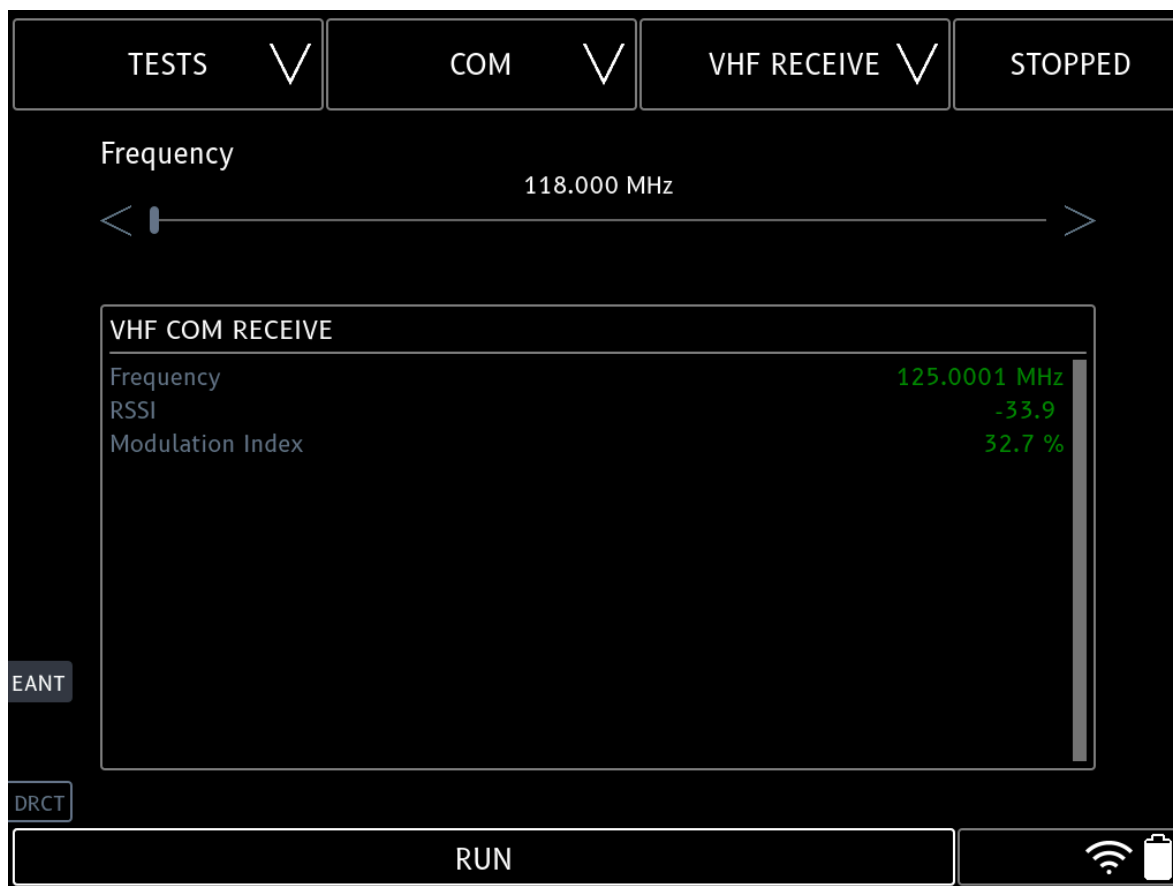 TESTS COM VHF RECEIVE STOPPED
Frequency
118.000 MHz
VHF COM RECEIVE
Frequency 125.0001 MHz
RSSI -33.9
Modulation Index 32.7 %
EANT
DRCT
RUN